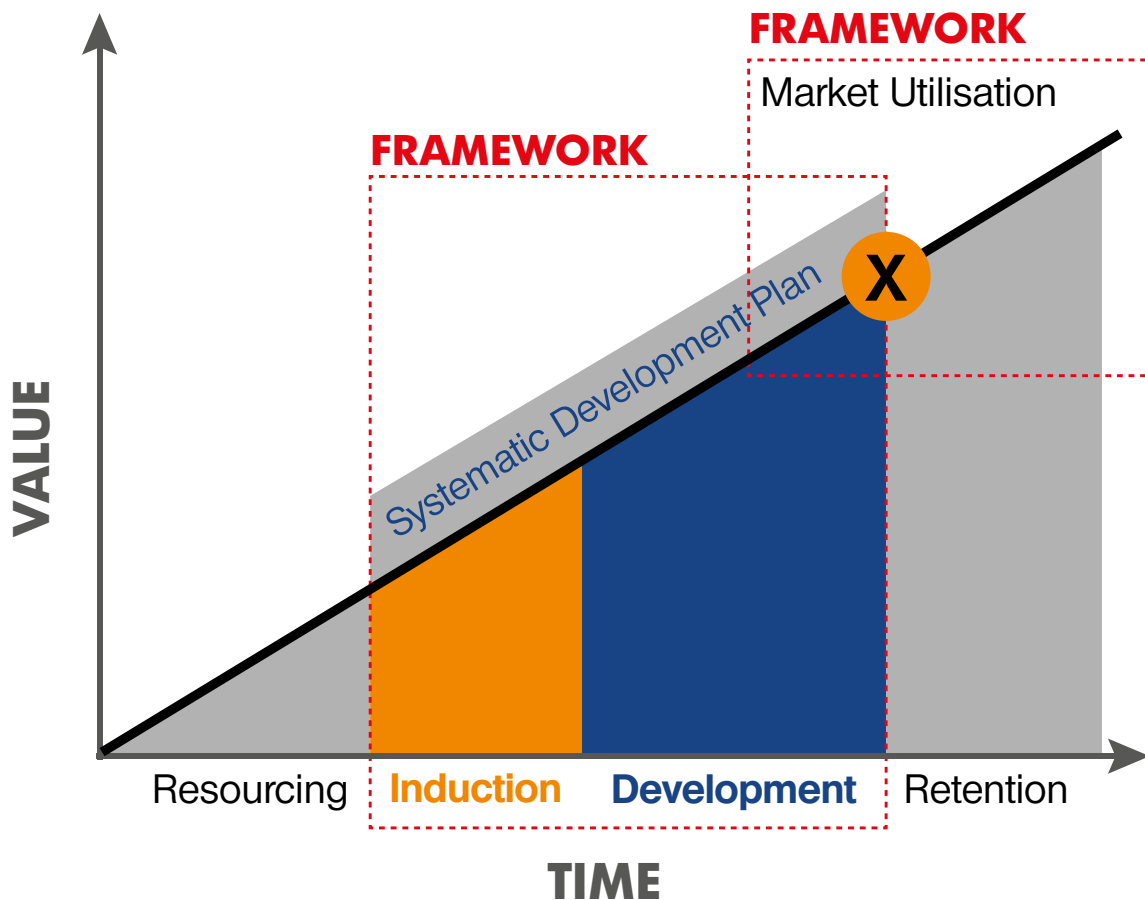 FRAMEWORK
Market Utilisation
FRAMEWORK
Systematic Development Plan
X
VALUE
Resourcing
Induction
Development
Retention
TIME